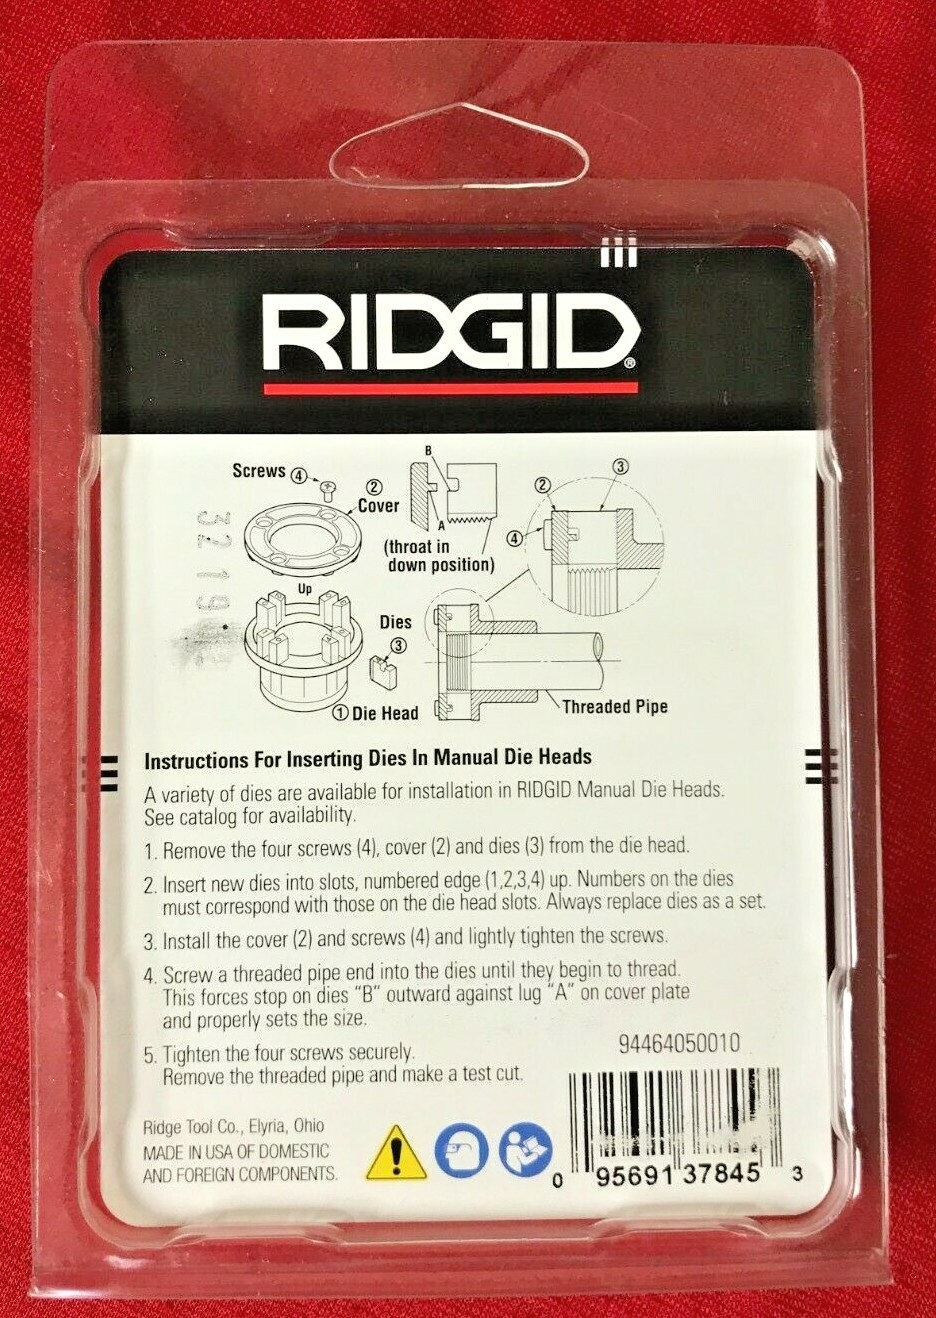 RIDGID®
Screws 4
2 Cover
B
A
(throat in
down position)
2
3
4
Up
Dies
3
1 Die Head
Threaded Pipe
32 19
Instructions For Inserting Dies In Manual Die Heads
A variety of dies are available for installation in RIDGID Manual Die Heads.
See catalog for availability.
1. Remove the four screws (4), cover (2) and dies (3) from the die head.
2. Insert new dies into slots, numbered edge (1,2,3,4) up. Numbers on the dies
must correspond with those on the die head slots. Always replace dies as a set.
3. Install the cover (2) and screws (4) and lightly tighten the screws.
4. Screw a threaded pipe end into the dies until they begin to thread.
This forces stop on dies "B" outward against lug "A" on cover plate
and properly sets the size.
5. Tighten the four screws securely.
Remove the threaded pipe and make a test cut.
94464050010
Ridge Tool Co., Elyria, Ohio
MADE IN USA OF DOMESTIC
AND FOREIGN COMPONENTS.
0 95691 37845 3